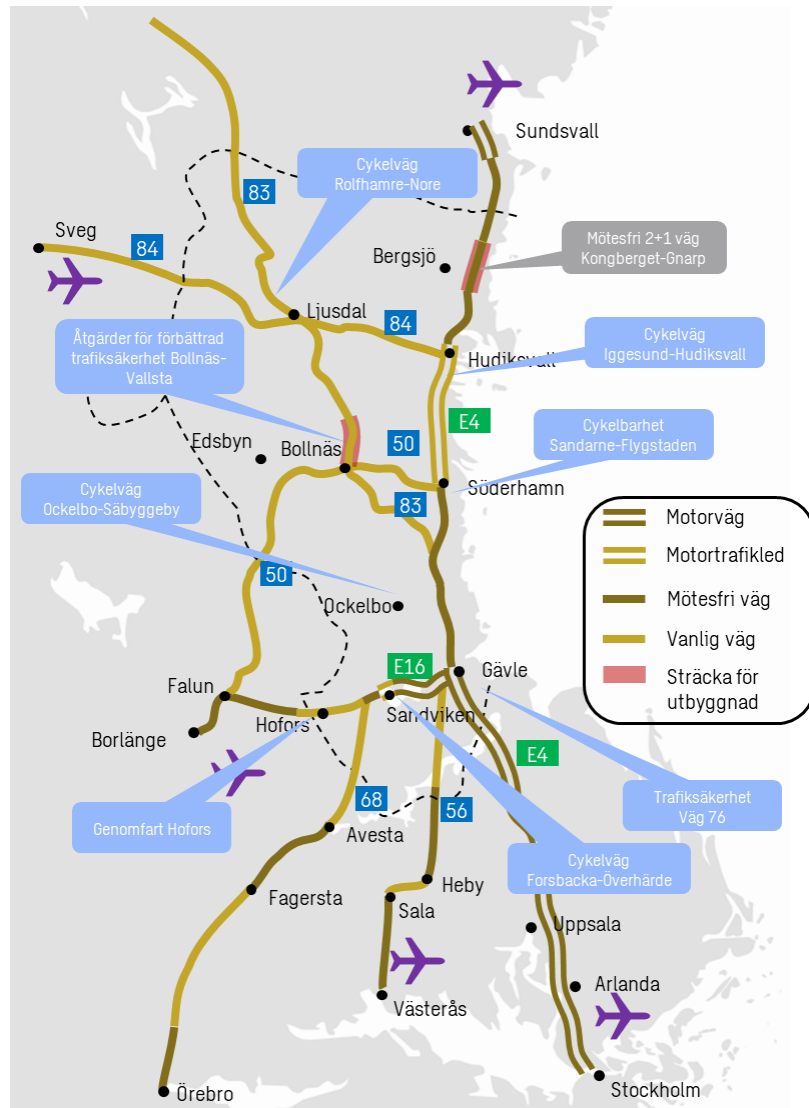 Sundsvall
Cykelväg
Rolfhamre-Nore
83
Sveg
84
Mötesfri 2+1 väg
Kongberget-Gnarp
Bergsjö
Ljusdal
84
Åtgärder för förbättrad
trafiksäkerhet Bollnäs-
Vallsta
Hudiksvall
Cykelväg
Iggesund-Hudiksvall
E4
Edsbyn
Bollnäs
50
Cykelbarhet
Sandarne-Flygstaden
Cykelväg
Ockelbo-Säbyggeby
83
Söderhamn
50
Ockelbo
Motorväg
Motortrafikled
Mötesfri väg
Vanlig väg
Sträcka för
utbyggnad
E16
Gävle
Falun
Hofors
Sandviken
Borlänge
E4
68
56
Genomfart Hofors
Trafiksäkerhet
Väg 76
Avesta
Cykelväg
Forsbacka-Överhärde
Heby
Fagersta
Sala
Uppsala
Arlanda
Västerås
Örebro
Stockholm